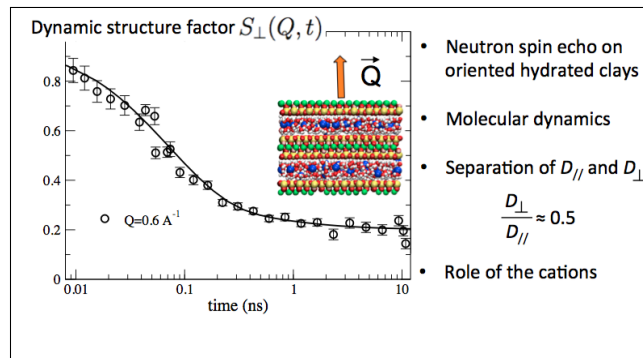 Dynamic structure factor S⊥(Q,t)
0.8
0.6
0.4
0.2
0
0.01
0.1
1
10
time (ns)
Q=0.6 A⁻¹
Q
• Neutron spin echo on
oriented hydrated clays
• Molecular dynamics
• Separation of D// and D⊥
D⊥
D// ≈ 0.5
• Role of the cations